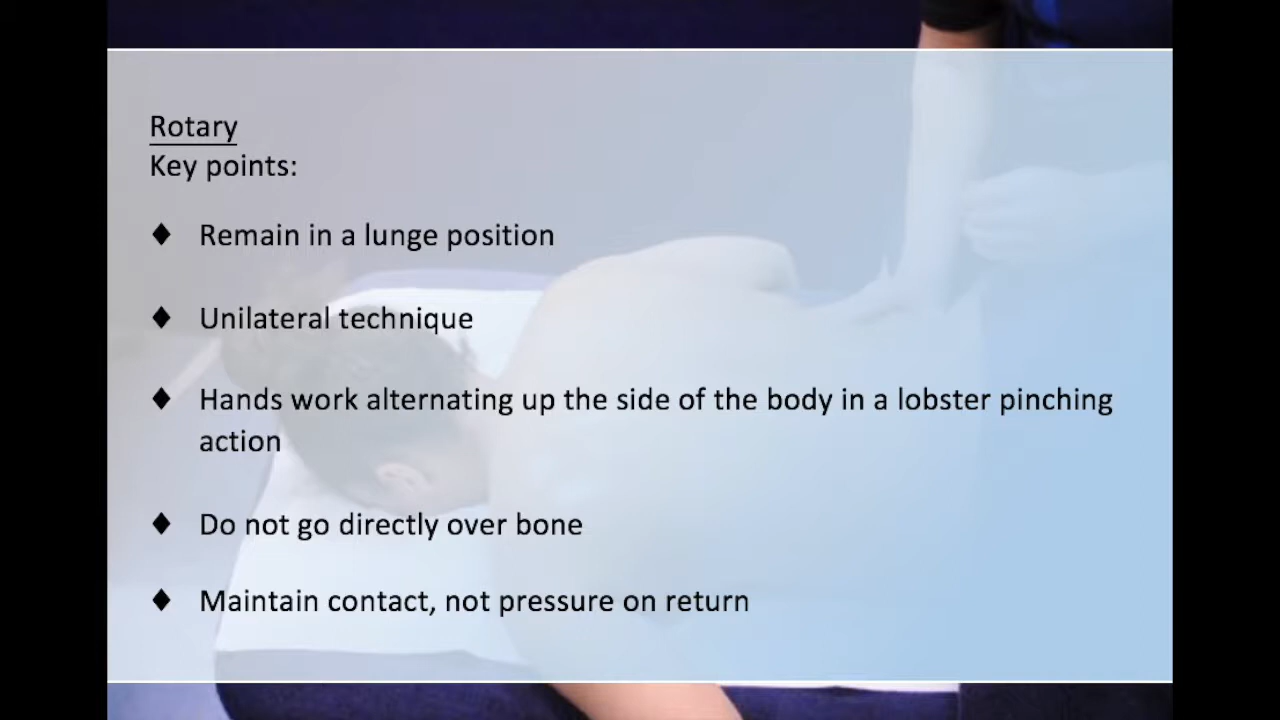 Rotary
Key points:
♦ Remain in a lunge position
♦ Unilateral technique
♦ Hands work alternating up the side of the body in a lobster pinching
action
♦ Do not go directly over bone
♦ Maintain contact, not pressure on return